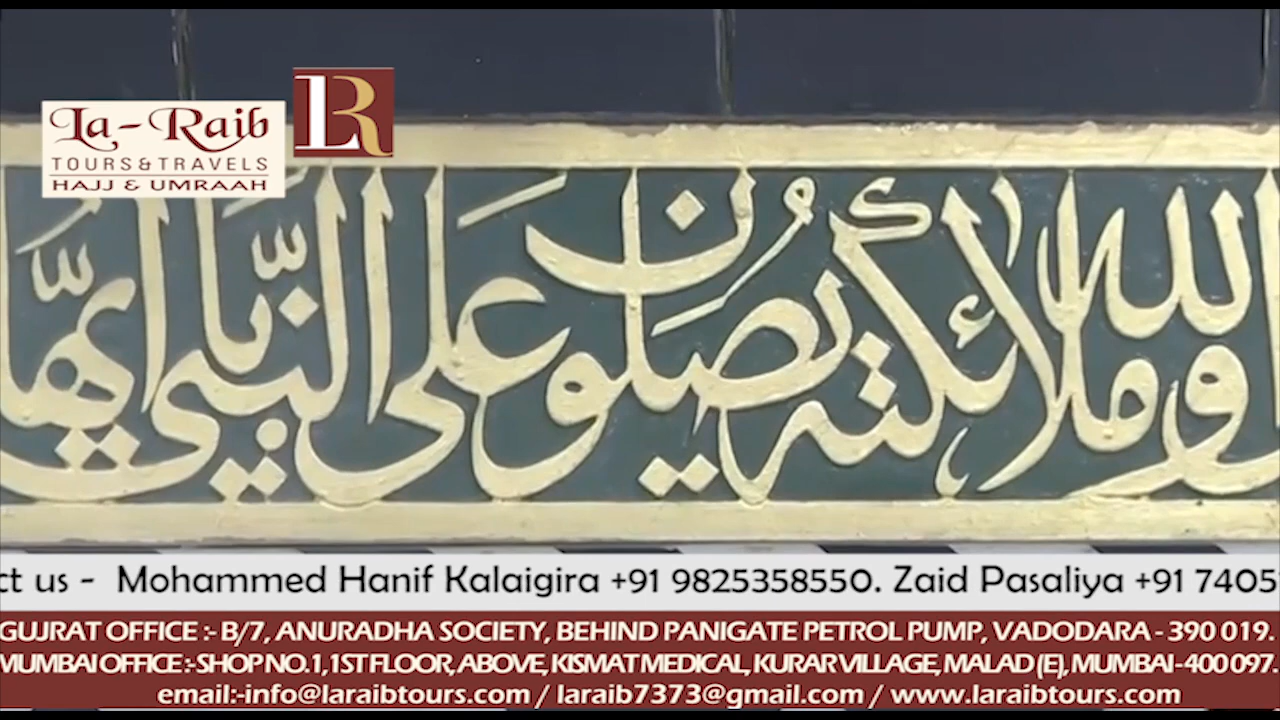 La-Raib
TOURS & TRAVELS
HAJJ & UMRAAH
LR
الله وملائكته يصلون على النبي يا أيها
ct us - Mohammed Hanif Kalaigira +91 9825358550. Zaid Pasaliya +91 7405
GUJRAT OFFICE :- B/7, ANURADHA SOCIETY, BEHIND PANIGATE PETROL PUMP, VADODARA - 390 019.
MUMBAI OFFICE :- SHOP NO. 1, 1ST FLOOR, ABOVE, KISMAT MEDICAL, KURAR VILLAGE, MALAD (E), MUMBAI - 400 097.
email:-info@laraibtours.com / laraib7373@gmail.com / www.laraibtours.com